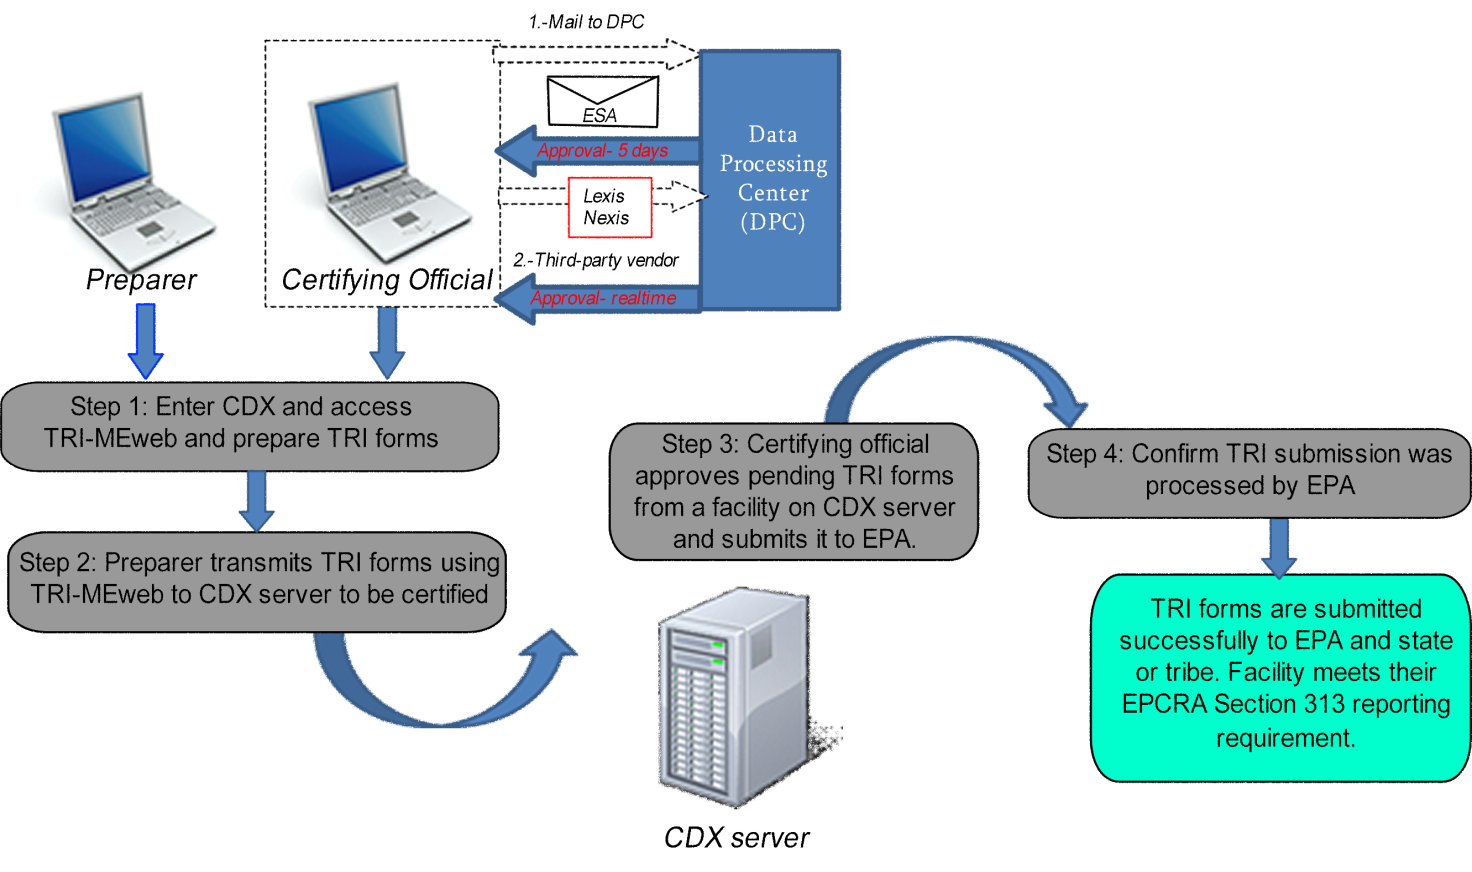 1.-Mail to DPC
ESA
Approval- 5 days
Lexis
Nexis
2.-Third-party vendor
Approval- realtime
Data
Processing
Center
(DPC)
Preparer
Certifying Official
Step 1: Enter CDX and access
TRI-MEweb and prepare TRI forms
Step 2: Preparer transmits TRI forms using
TRI-MEweb to CDX server to be certified
Step 3: Certifying official
approves pending TRI forms
from a facility on CDX server
and submits it to EPA.
CDX server
Step 4: Confirm TRI submission was
processed by EPA
TRI forms are submitted
successfully to EPA and state
or tribe. Facility meets their
EPCRA Section 313 reporting
requirement.